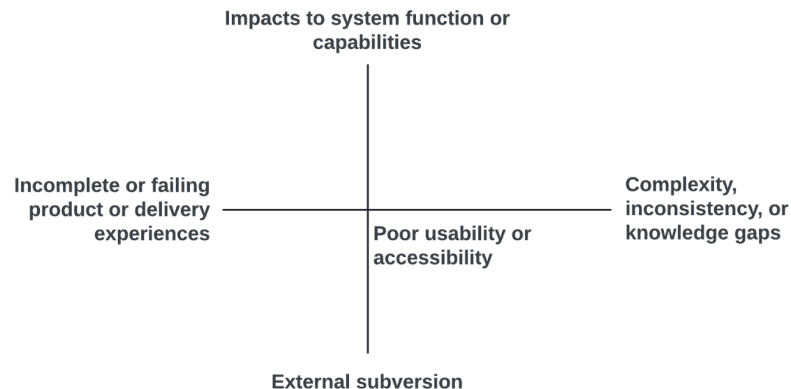 Impacts to system function or
capabilities
Incomplete or failing
product or delivery
experiences
Complexity,
inconsistency, or
knowledge gaps
Poor usability or
accessibility
External subversion